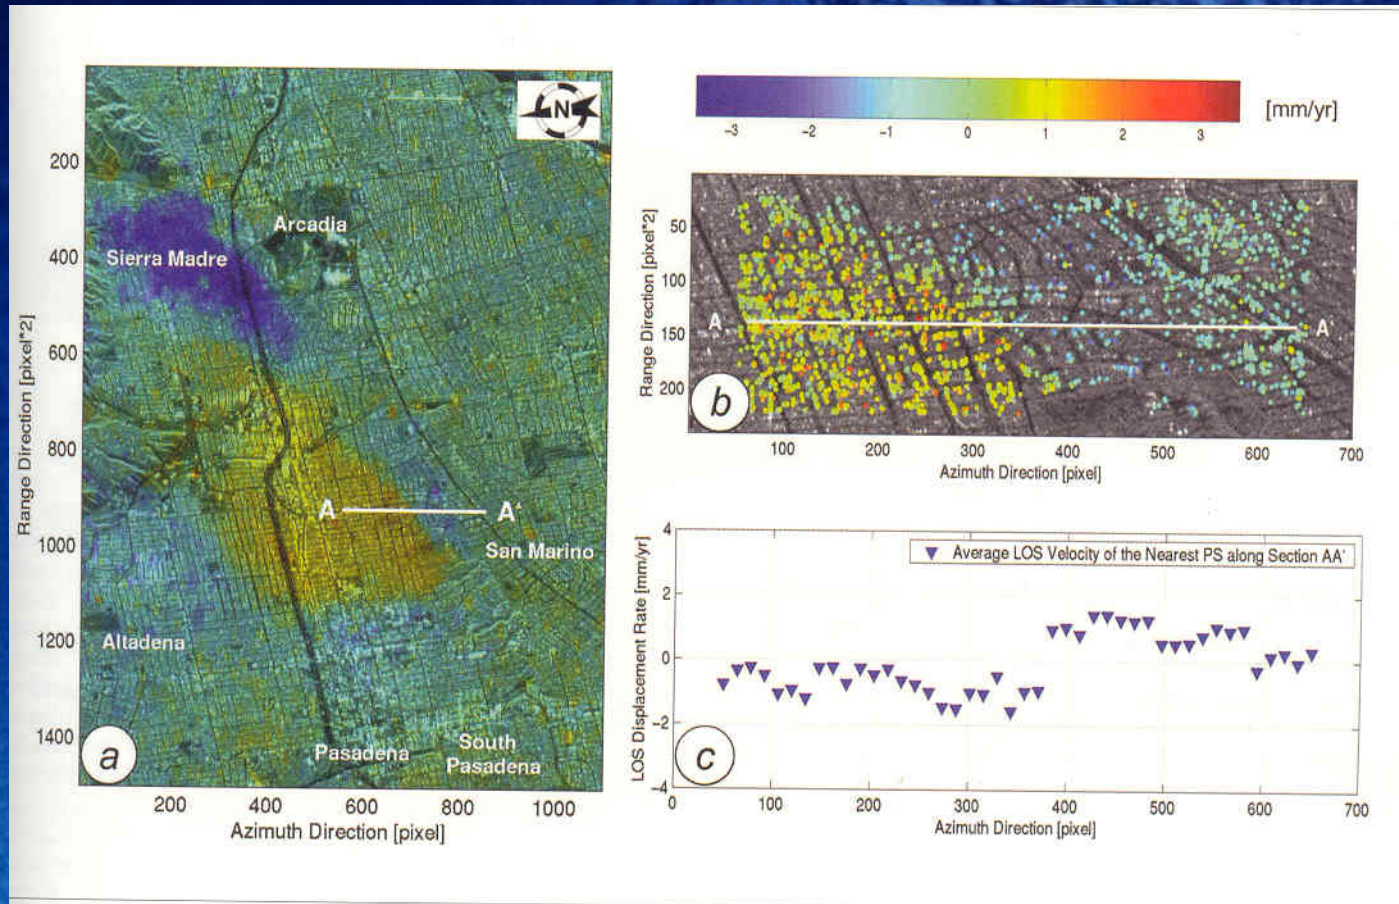 N
200
400
600
800
1000
1200
1400
Range Direction [pixel*2]
Sierra Madre
Arcadia
A
A'
San Marino
Altadena
Pasadena
South
Pasadena
a
200
400
600
800
1000
Azimuth Direction [pixel]
-3
-2
-1
0
1
2
3
[mm/yr]
50
100
150
200
Range Direction [pixel*2]
A
A'
b
100
200
300
400
500
600
700
Azimuth Direction [pixel]
4
2
0
-2
-4
LOS Displacement Rate [mm/yr]
Average LOS Velocity of the Nearest PS along Section AA'
c
0
100
200
300
400
500
600
700
Azimuth Direction [pixel]